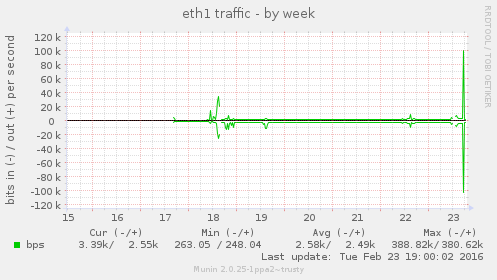 eth1 traffic - by week
RRDTOOL / TOBI OETIKER
bits in (-) / out (+) per second
120 k
100 k
80 k
60 k
40 k
20 k
0
-20 k
-40 k
-60 k
-80 k
-100 k
-120 k
15 16 17 18 19 20 21 22 23
Cur (-/+) Min (-/+) Avg (-/+) Max (-/+)
bps 3.39k/ 2.55k 263.05 /248.04 2.58k/ 2.49k 388.82k/380.62k
Last update: Tue Feb 23 19:00:02 2016
Munin 2.0.25-1ppa2~trusty